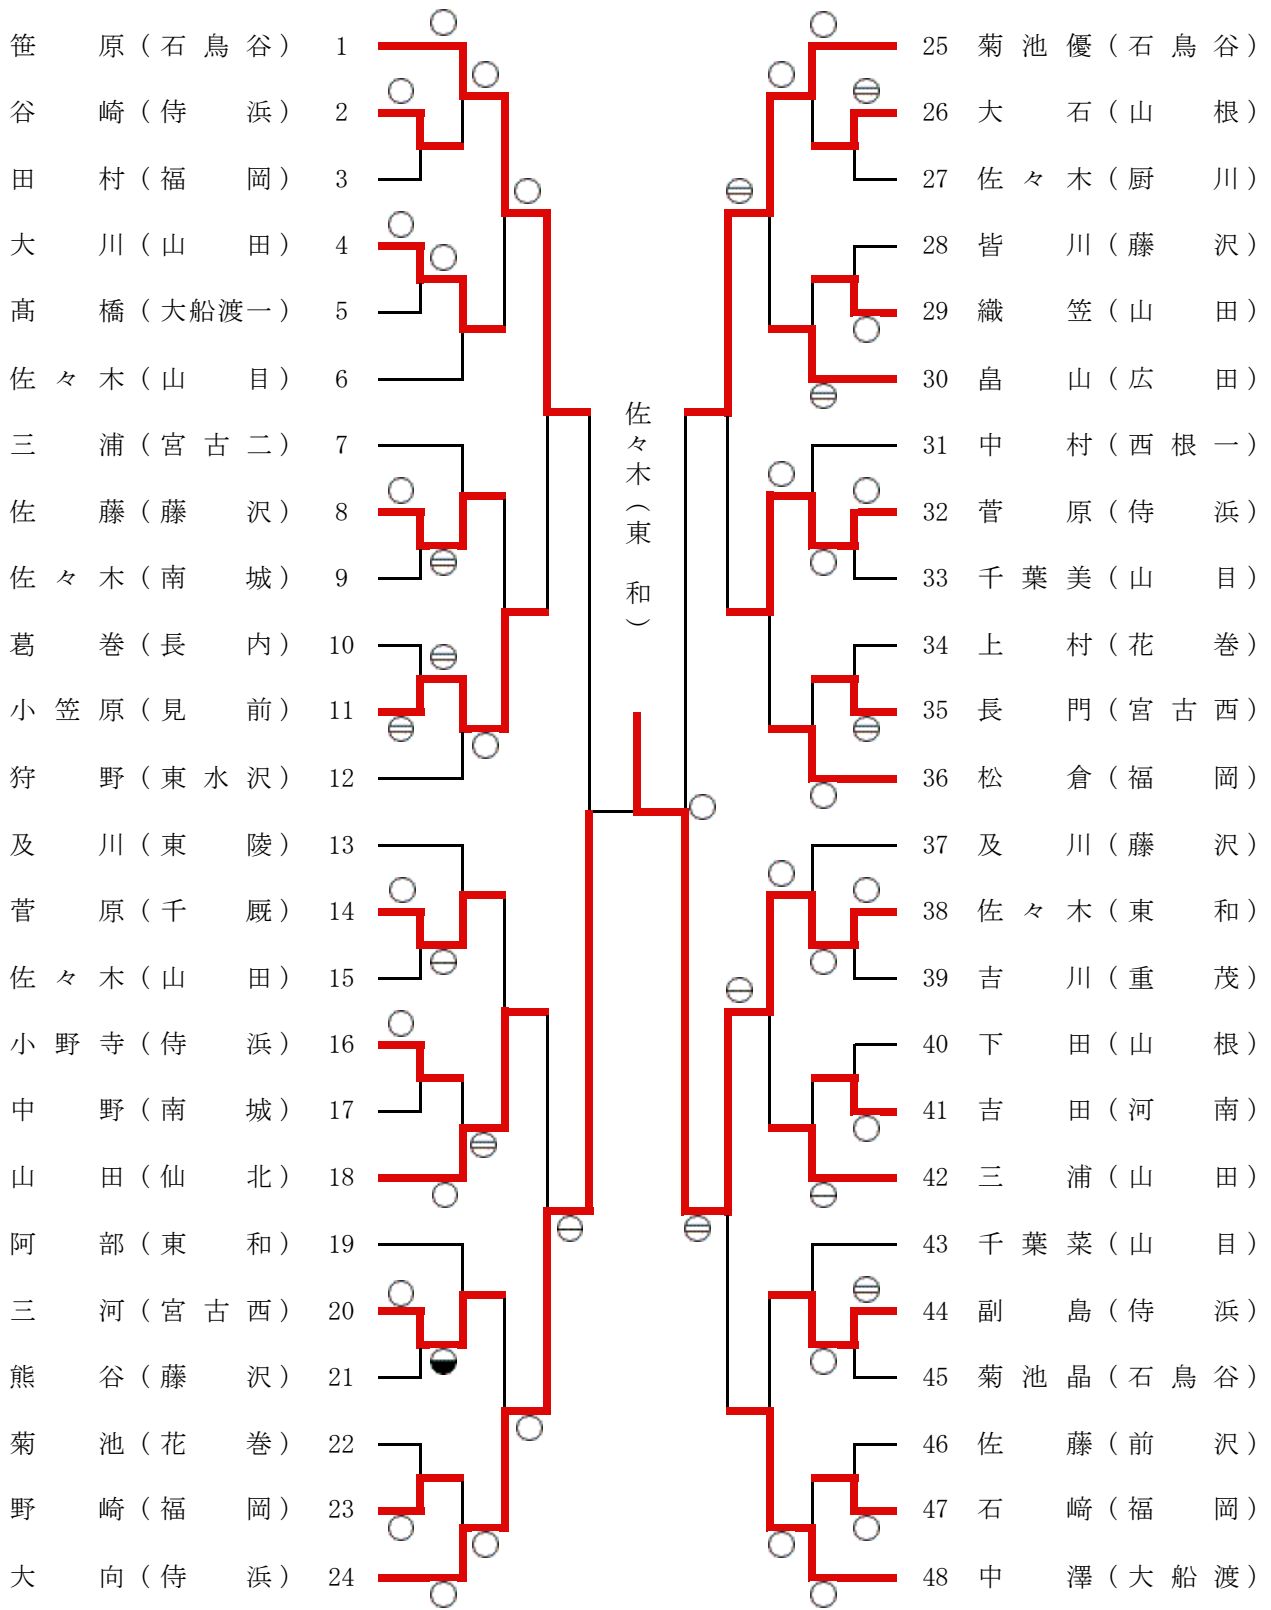 笹原(石鳥谷) 1
谷崎(侍浜) 2
田村(福岡) 3
大川(山田) 4
髙橋(大船渡一) 5
佐々木(山目) 6
三浦(宮古二) 7
佐藤(藤沢) 8
佐々木(南城) 9
葛巻(長内) 10
小笠原(見前) 11
狩野(東水沢) 12
及川(東陵) 13
菅原(千厩) 14
佐々木(山田) 15
小野寺(侍浜) 16
中野(南城) 17
山田(仙北) 18
阿部(東和) 19
三河(宮古西) 20
熊谷(藤沢) 21
菊池(花巻) 22
野崎(福岡) 23
大向(侍浜) 24
佐々木(東和)
25 菊池優(石鳥谷)
26 大石(山根)
27 佐々木(厨川)
28 皆川(藤沢)
29 織笠(山田)
30 畠山(広田)
31 中村(西根一)
32 菅原(侍浜)
33 千葉美(山目)
34 上村(花巻)
35 長門(宮古西)
36 松倉(福岡)
37 及川(藤沢)
38 佐々木(東和)
39 吉川(重茂)
40 下田(山根)
41 吉田(河南)
42 三浦(山田)
43 千葉菜(山目)
44 副島(侍浜)
45 菊池晶(石鳥谷)
46 佐藤(前沢)
47 石﨑(福岡)
48 中澤(大船渡)